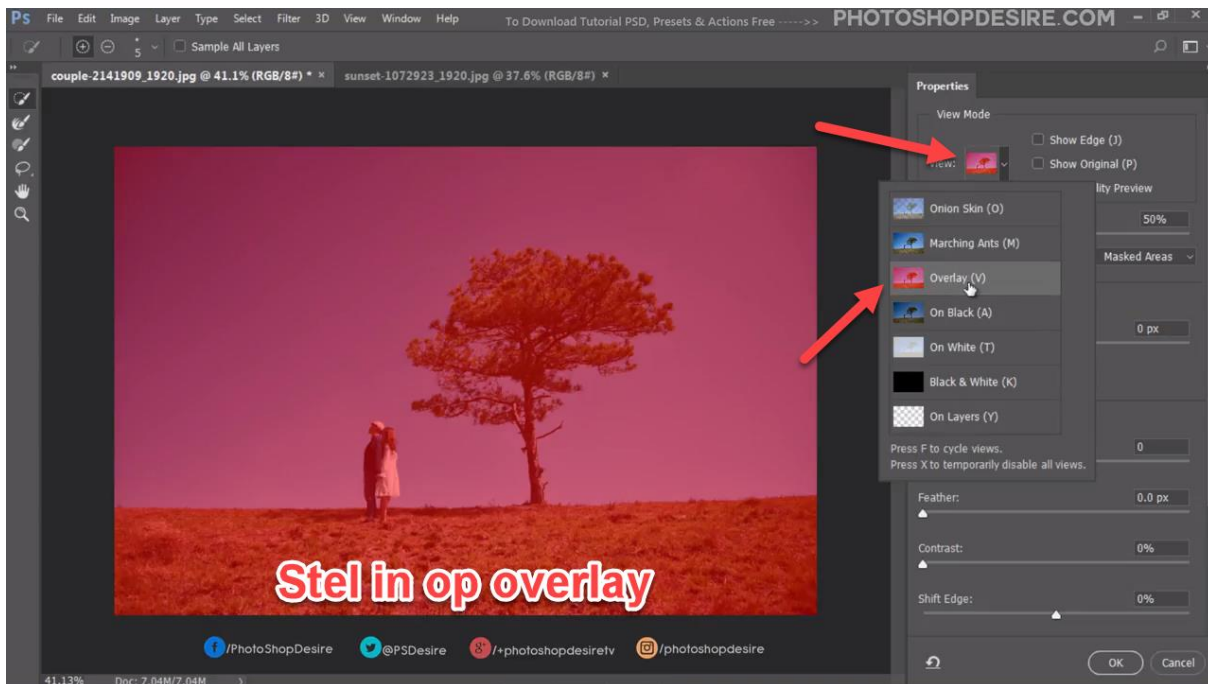 Ps File Edit Image Layer Type Select Filter 3D View Window Help To Download Tutorial PSD, Presets & Actions Free ----->> PHOTOSHOPDESIRE.COM
5 Sample All Layers
couple-2141909_1920.jpg @ 41.1% (RGB/8#) * × sunset-1072923_1920.jpg @ 37.6% (RGB/8#) ×
Properties
View Mode
Show Edge (J)
View: Show Original (P)
lity Preview
Onion Skin (O)
50%
Marching Ants (M)
Masked Areas
Overlay (V)
On Black (A)
0 px
On White (T)
Black & White (K)
On Layers (Y)
Press F to cycle views.
0
Press X to temporarily disable all views.
Feather: 0.0 px
Contrast: 0%
Stel in op overlay
Shift Edge: 0%
/PhotoShopDesire @PSDesire /+photoshopdesiretv /photoshopdesire
OK Cancel
41.13% Doc: 7.04M/7.04M